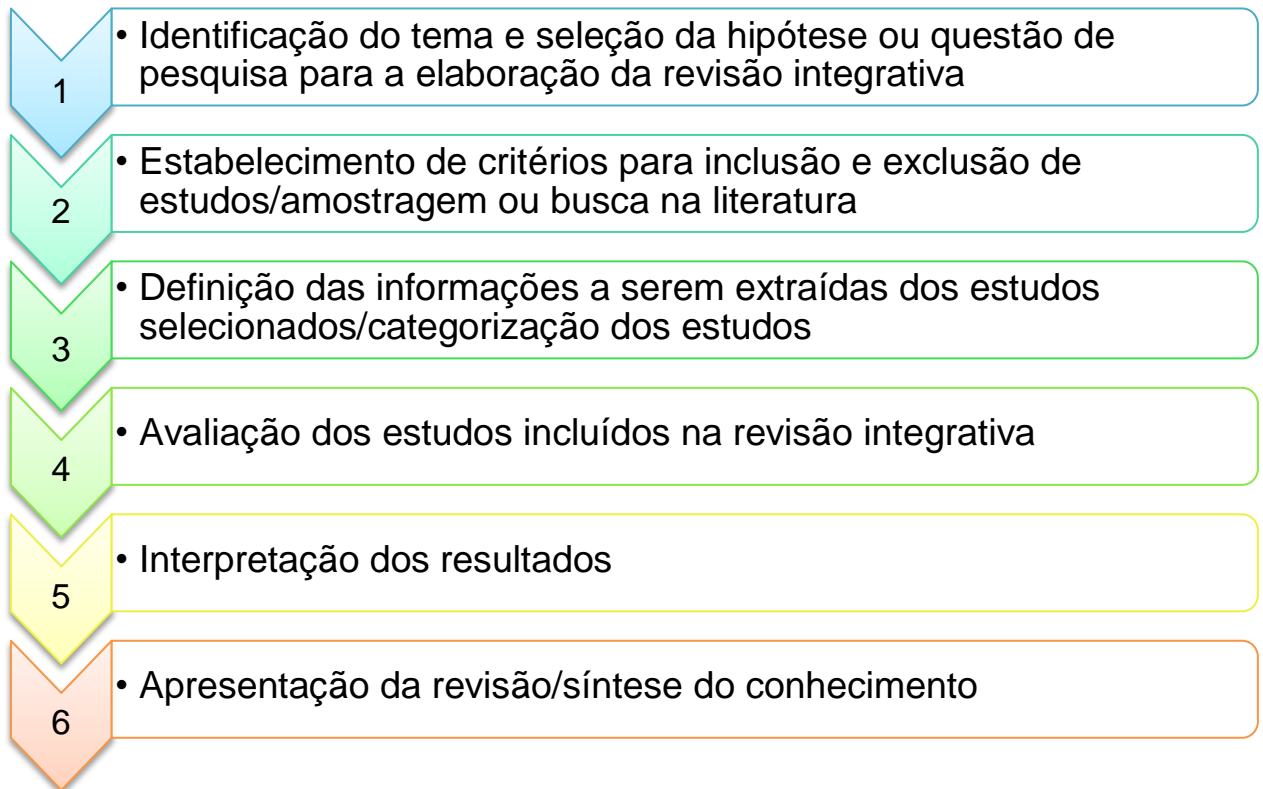 1
• Identificação do tema e seleção da hipótese ou questão de
pesquisa para a elaboração da revisão integrativa
2
• Estabelecimento de critérios para inclusão e exclusão de
estudos/amostragem ou busca na literatura
3
• Definição das informações a serem extraídas dos estudos
selecionados/categorização dos estudos
4
• Avaliação dos estudos incluídos na revisão integrativa
5
• Interpretação dos resultados
6
• Apresentação da revisão/síntese do conhecimento